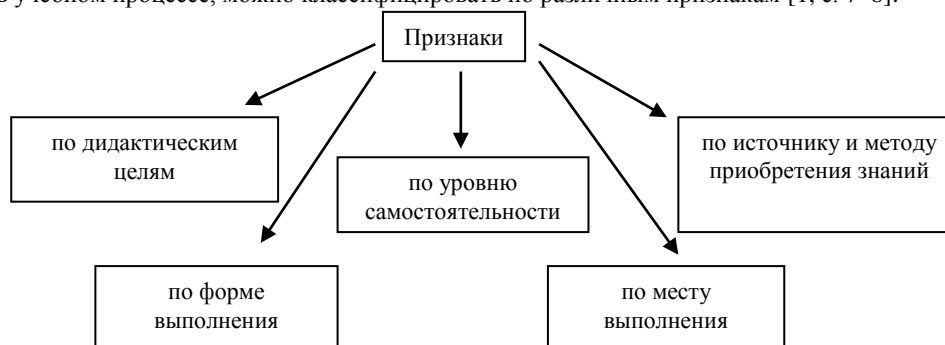 в учебном процессе, можно классифицировать по различным признакам [1, с. 7–8]:
Признаки
по дидактическим
целям
по уровню
самостоятельности
по источнику и методу
приобретения знаний
по форме
выполнения
по месту
выполнения